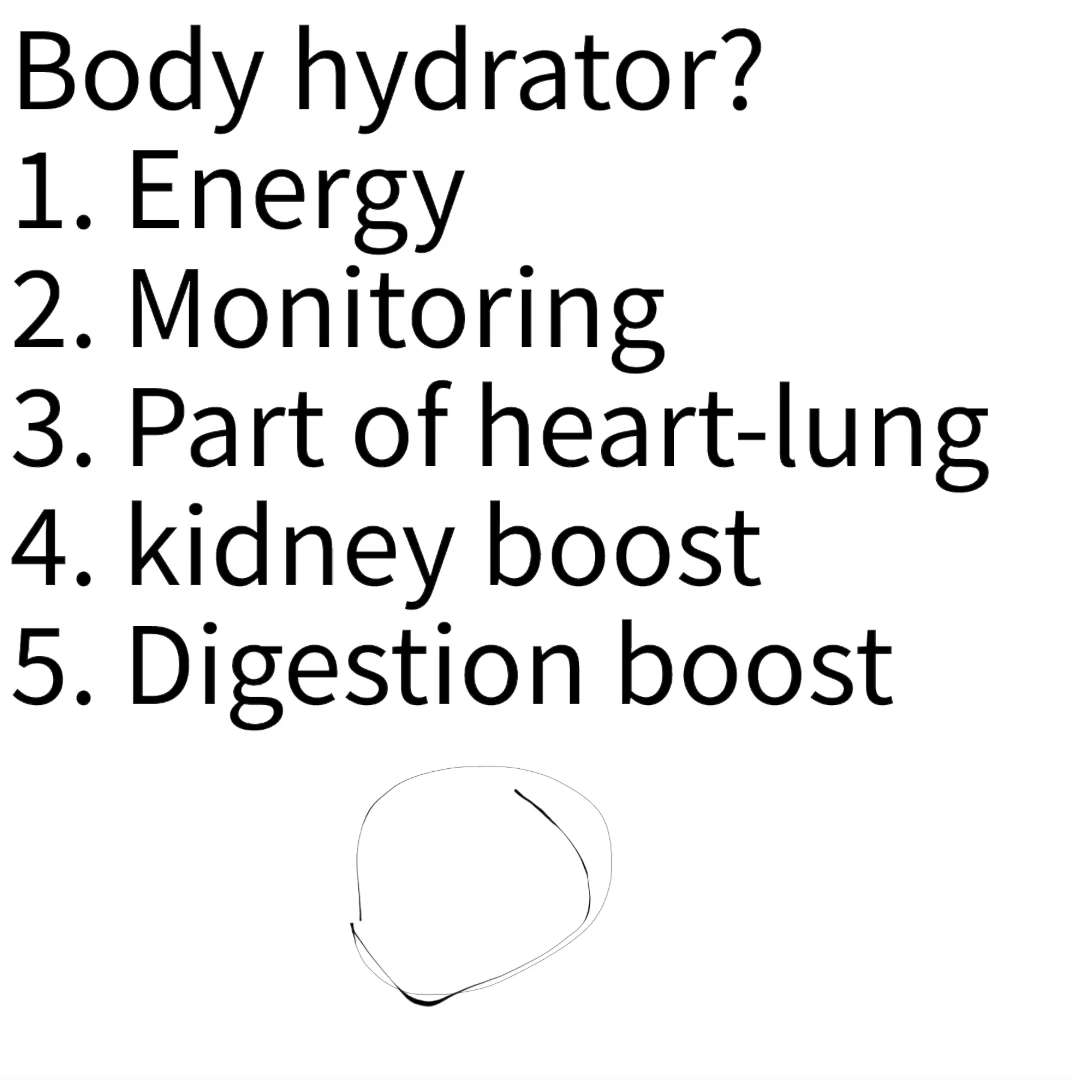 Body hydrator?
1. Energy
2. Monitoring
3. Part of heart-lung
4. kidney boost
5. Digestion boost